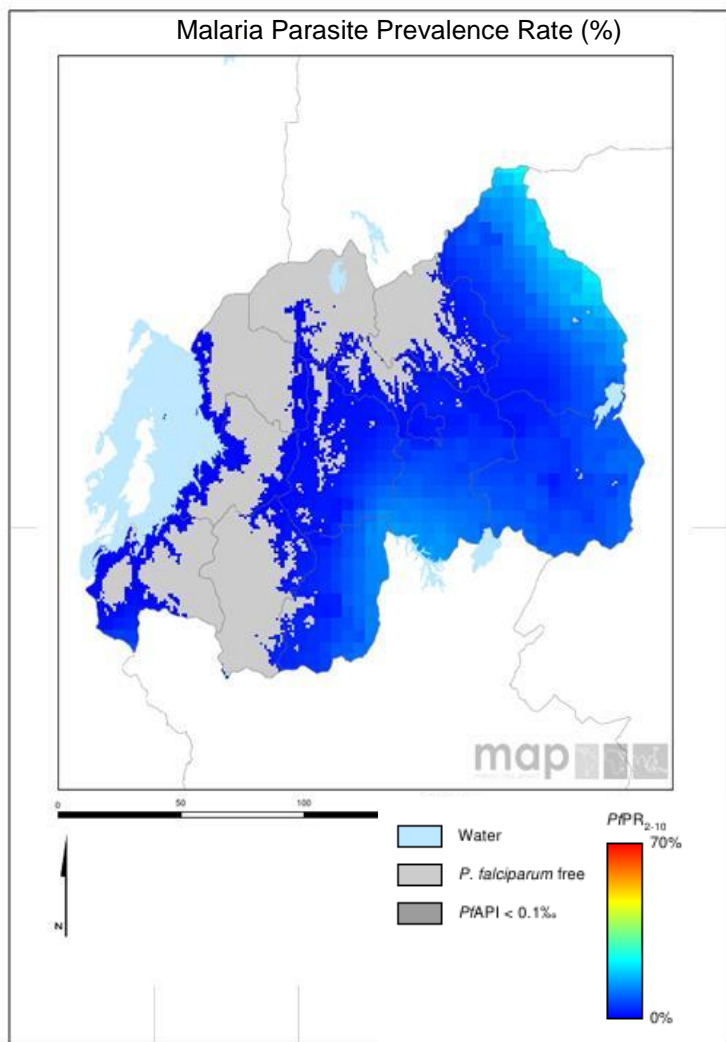 Malaria Parasite Prevalence Rate (%)
map
0 50 100
N
Water
P. falciparum free
PfAPI < 0.1‰
PfPR2-10
70%
0%